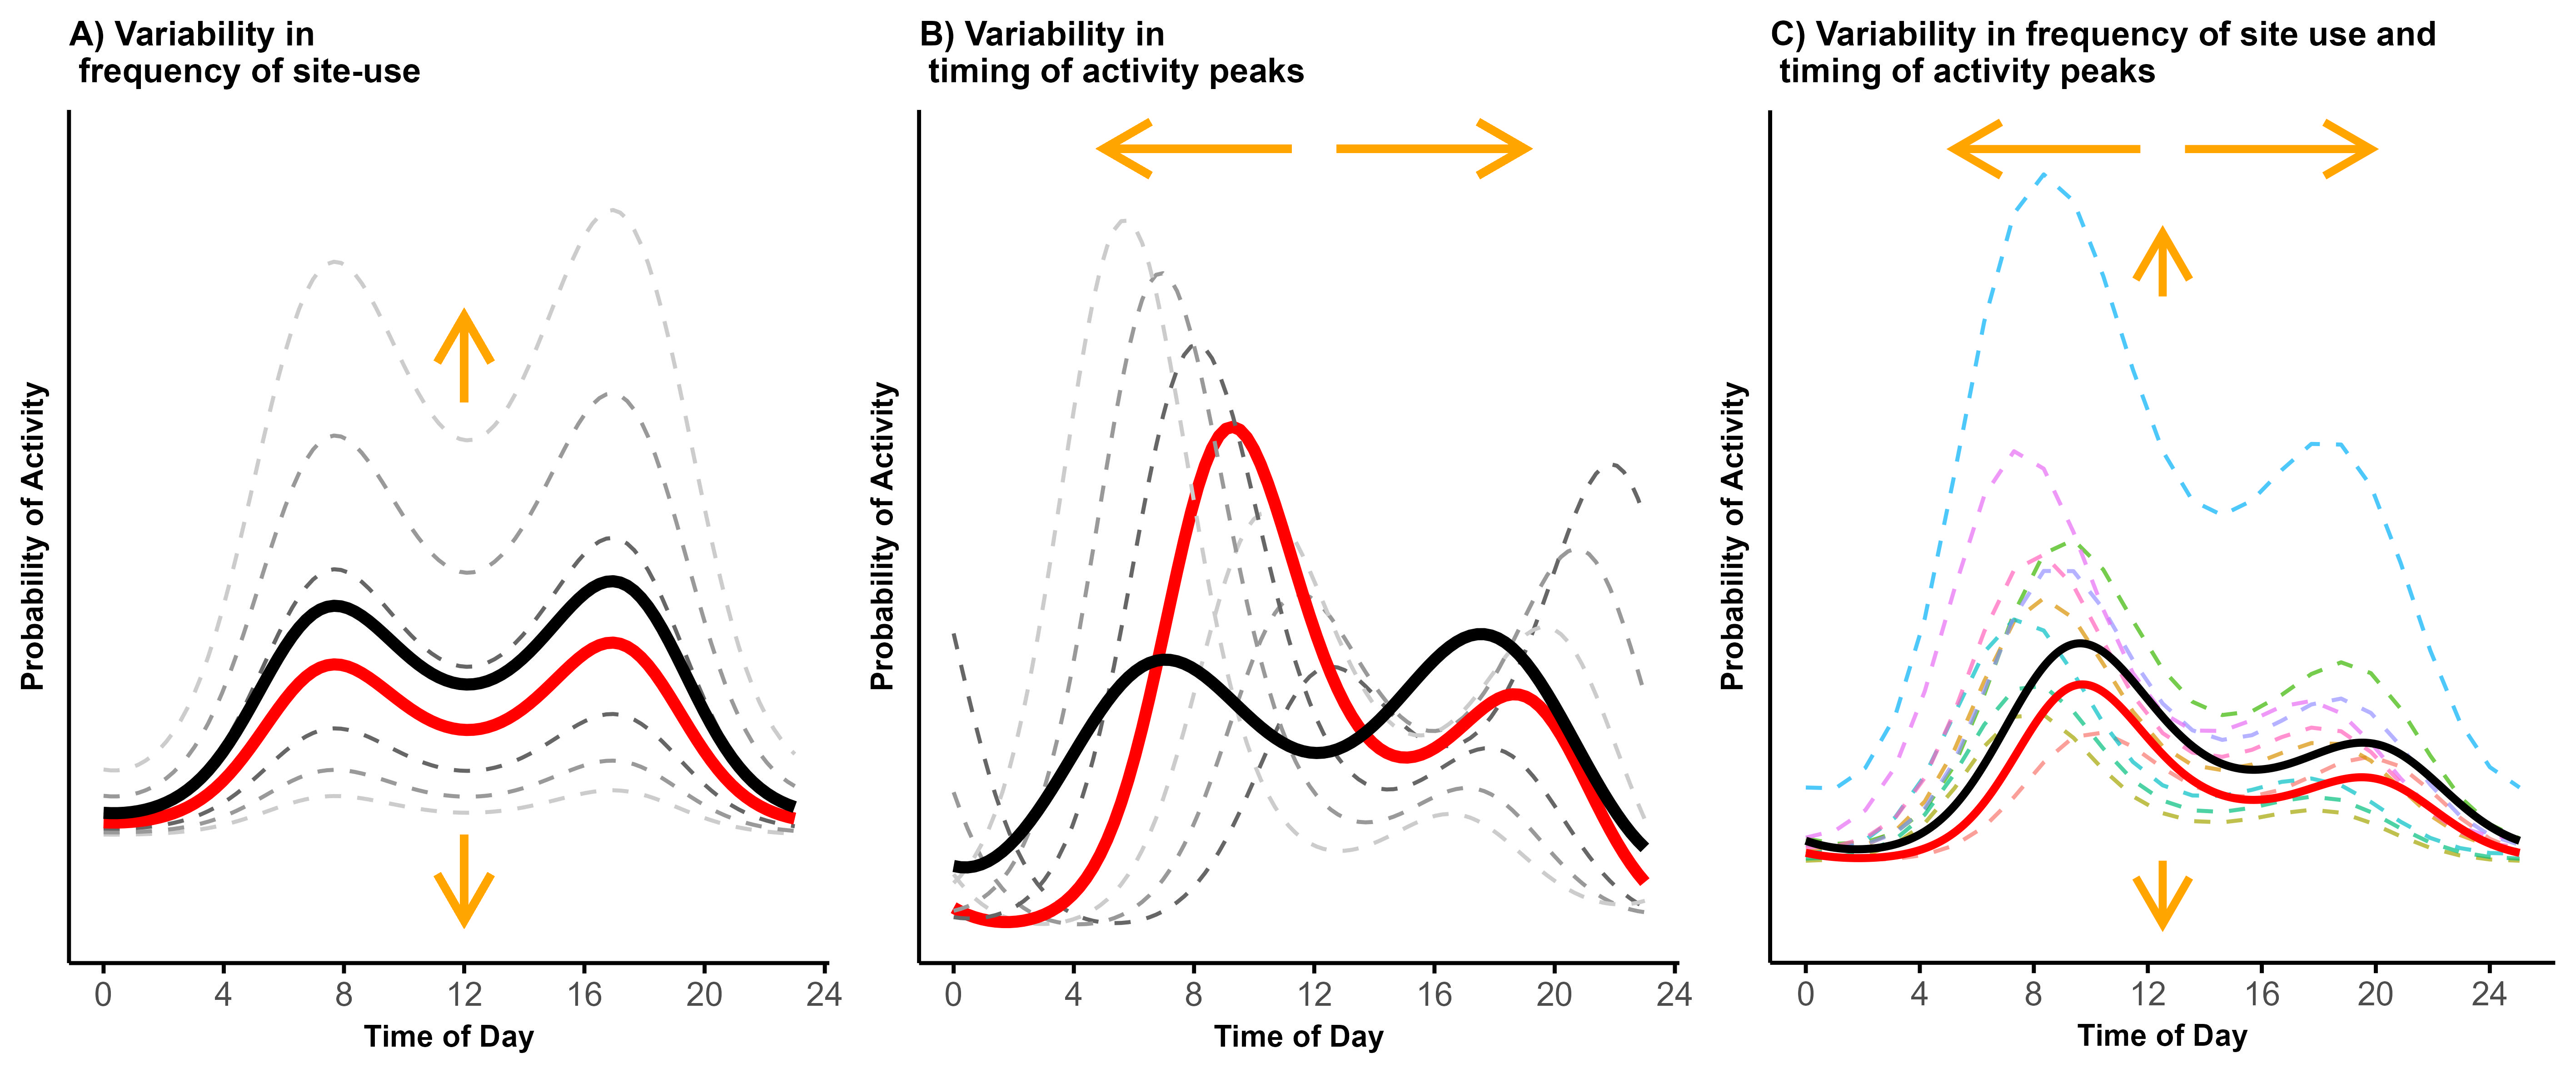 A) Variability in
frequency of site-use
Probability of Activity
0 4 8 12 16 20 24
Time of Day
B) Variability in
timing of activity peaks
Probability of Activity
0 4 8 12 16 20 24
Time of Day
C) Variability in frequency of site use and
timing of activity peaks
Probability of Activity
0 4 8 12 16 20 24
Time of Day